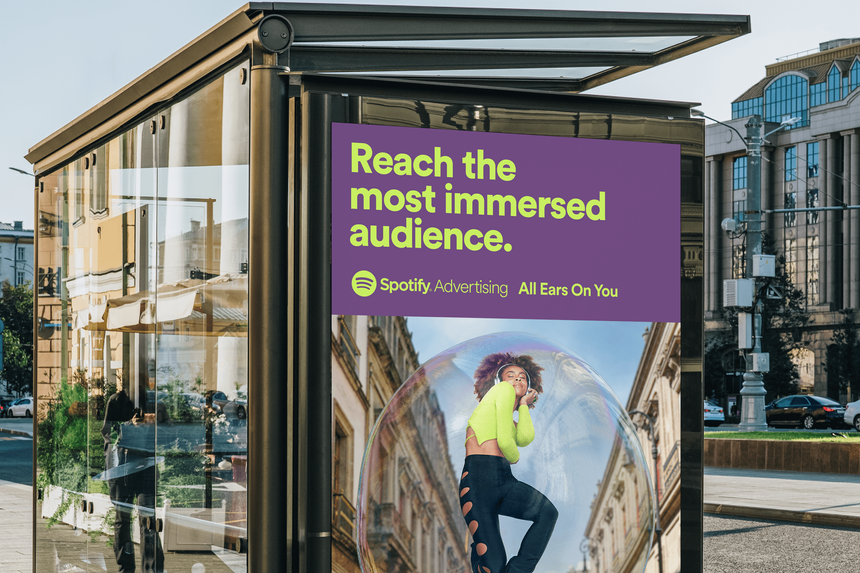 Reach the
most immersed
audience.
Spotify Advertising All Ears On You